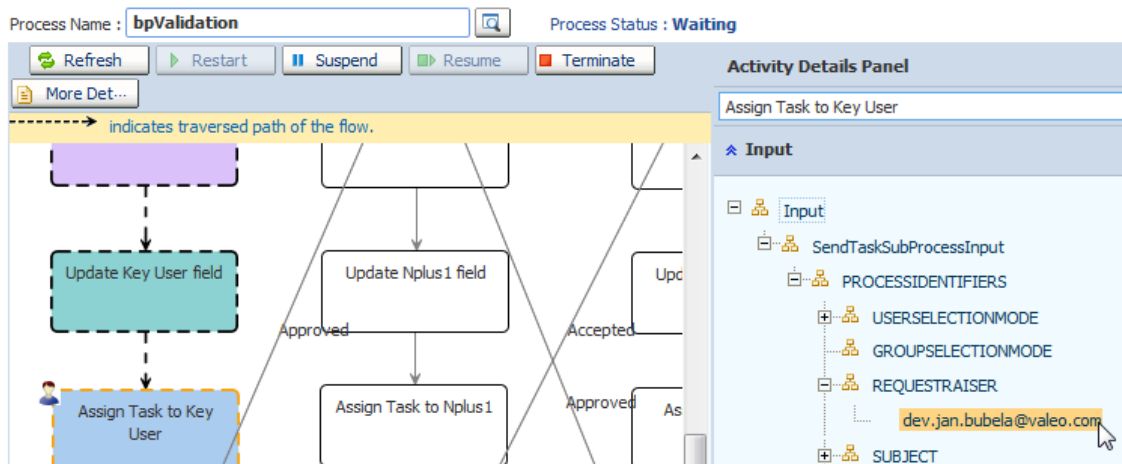 Process Name : bpValidation
Process Status : Waiting
Refresh Restart Suspend Resume Terminate
More Det...
indicates traversed path of the flow.
Update Key User field
Update Nplus1 field
Upd
Approved
Accepted
Assign Task to Key
User
Assign Task to Nplus1
Approved
As
Activity Details Panel
Assign Task to Key User
Input
Input
SendTaskSubProcessInput
PROCESSIDENTIFIERS
USERSELECTIONMODE
GROUPSELECTIONMODE
REQUESTRAISER
dev.jan.bubela@valeo.com
SUBJECT